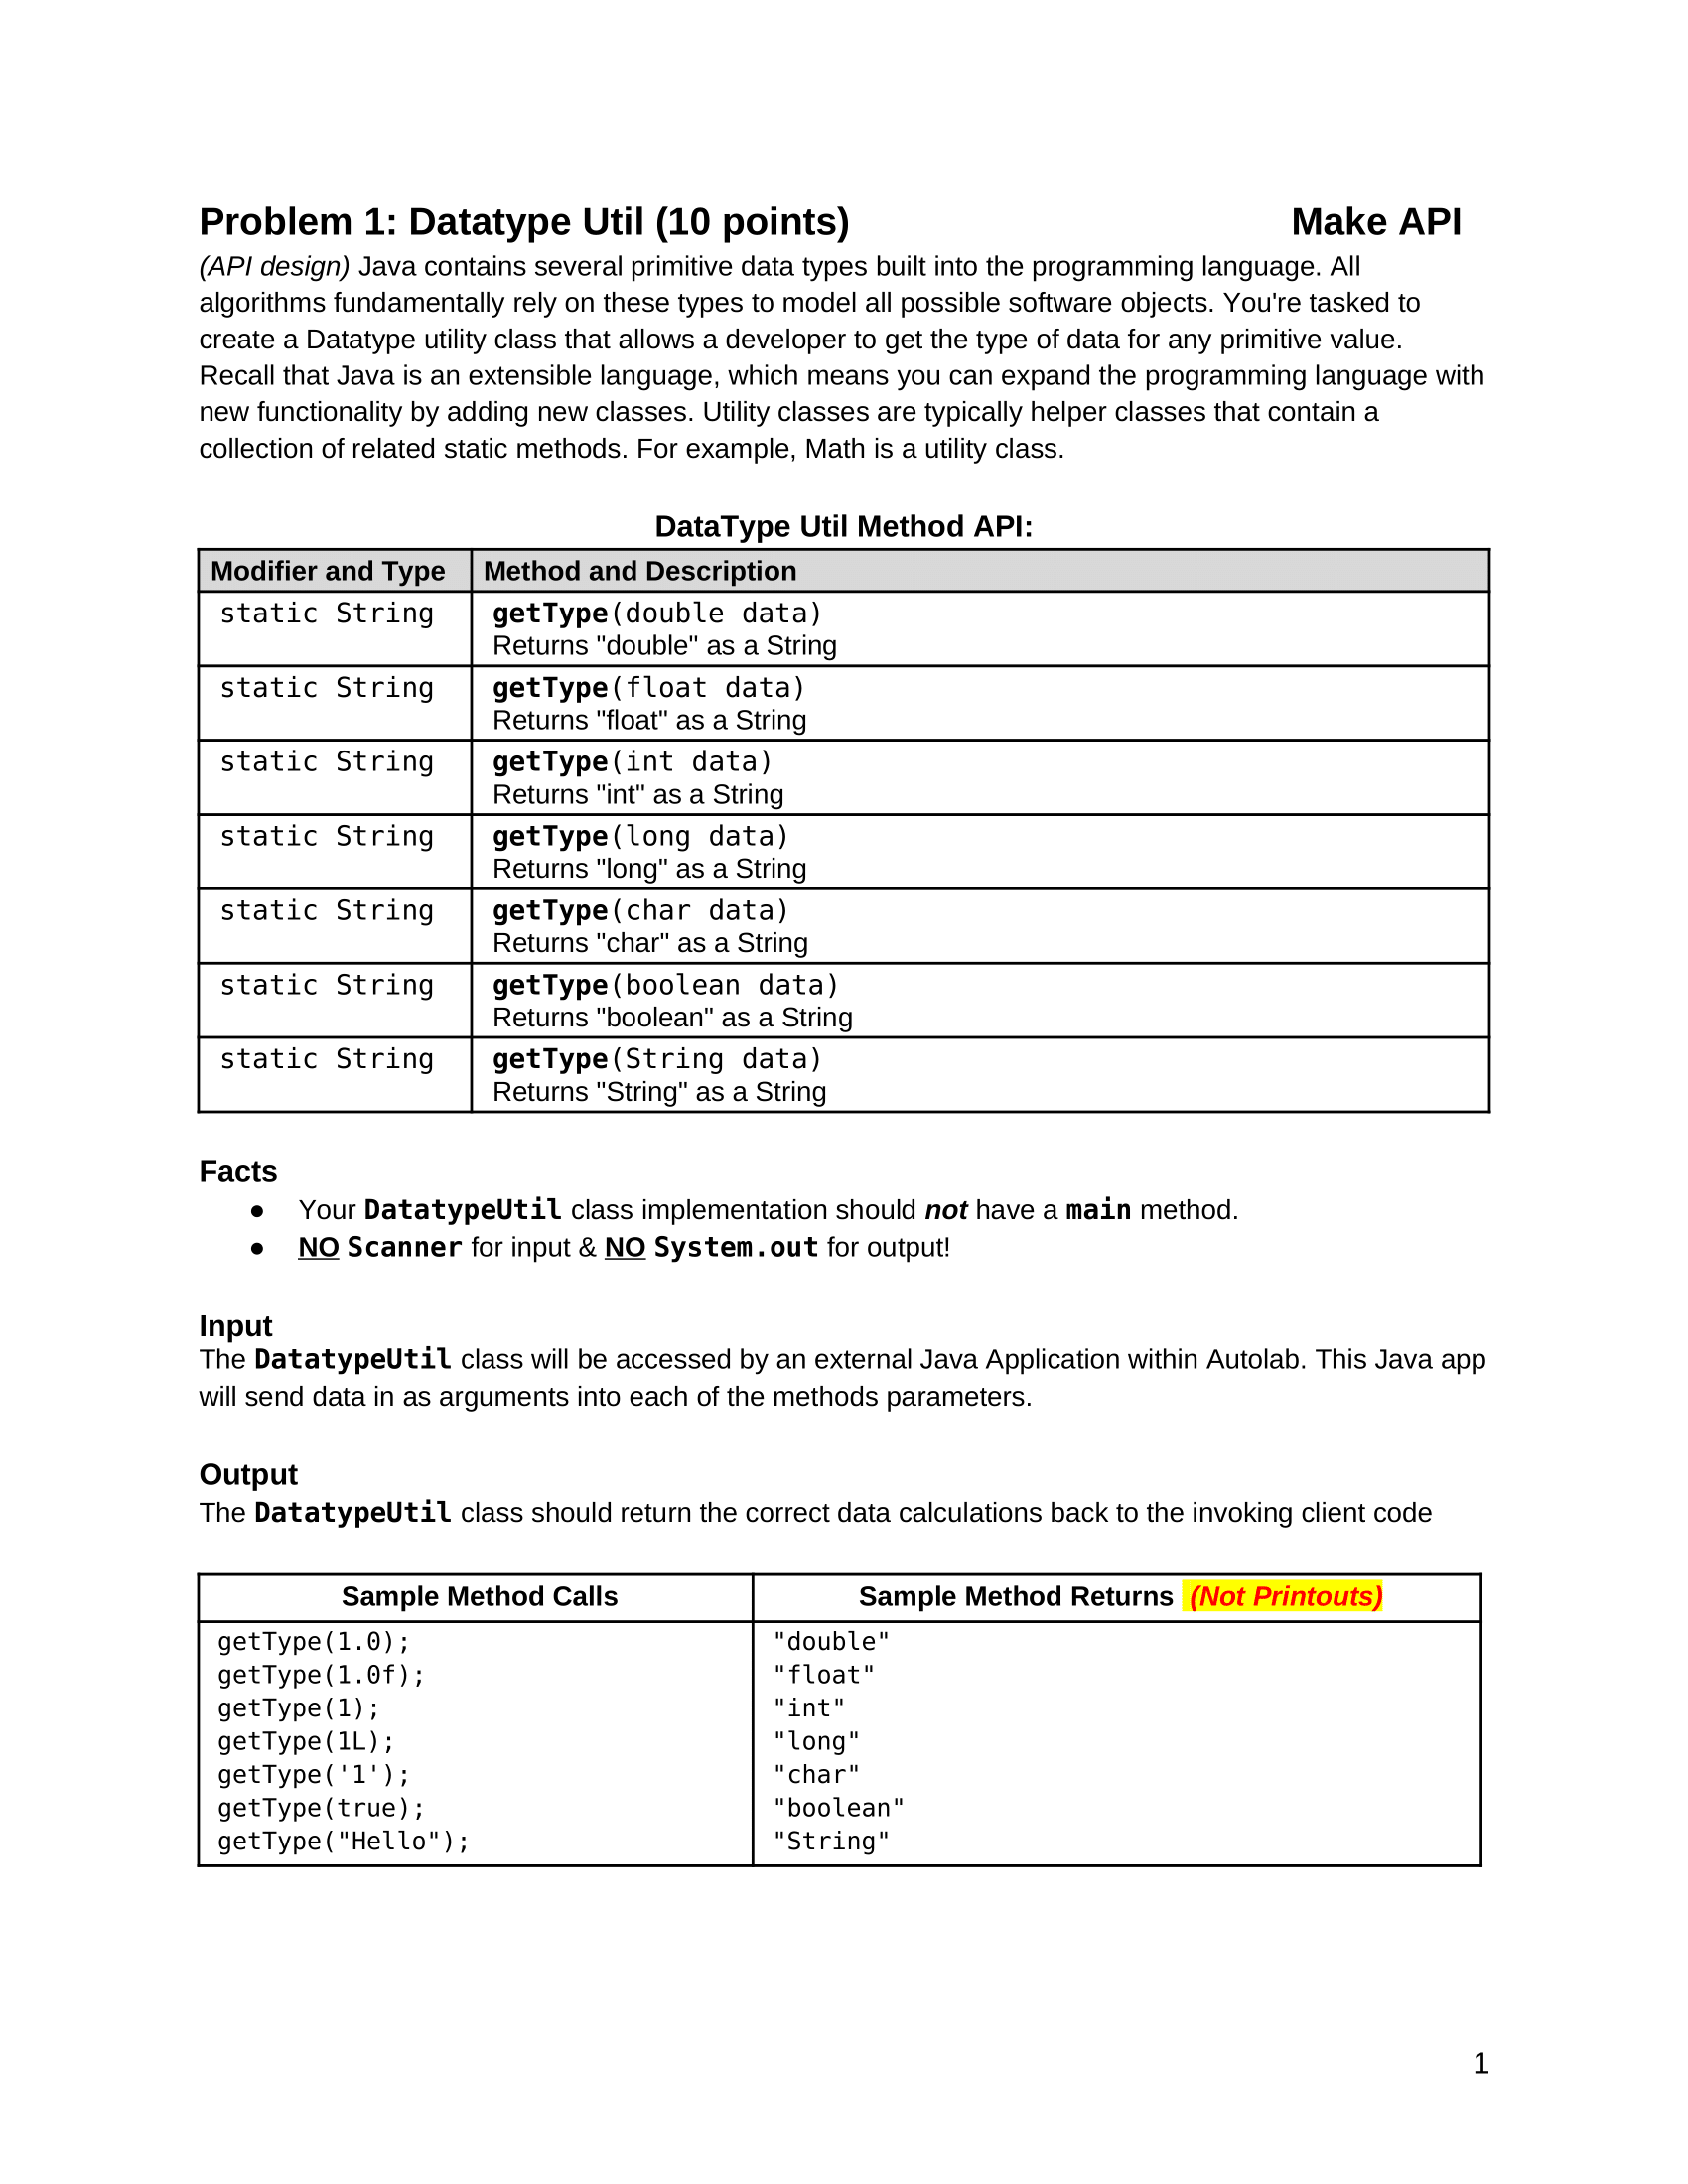 Problem 1: Datatype Util (10 points) Make API
(API design) Java contains several primitive data types built into the programming language. All
algorithms fundamentally rely on these types to model all possible software objects. You're tasked to
create a Datatype utility class that allows a developer to get the type of data for any primitive value.
Recall that Java is an extensible language, which means you can expand the programming language with
new functionality by adding new classes. Utility classes are typically helper classes that contain a
collection of related static methods. For example, Math is a utility class.
DataType Util Method API:
Modifier and Type Method and Description
static String getType(double data)
Returns "double" as a String
static String getType(float data)
Returns "float" as a String
static String getType(int data)
Returns "int" as a String
static String getType(long data)
Returns "long" as a String
static String getType(char data)
Returns "char" as a String
static String getType(boolean data)
Returns "boolean" as a String
static String getType(String data)
Returns "String" as a String
Facts
● Your DatatypeUtil class implementation should not have a main method.
● NO Scanner for input & NO System.out for output!
Input
The DatatypeUtil class will be accessed by an external Java Application within Autolab. This Java app
will send data in as arguments into each of the methods parameters.
Output
The DatatypeUtil class should return the correct data calculations back to the invoking client code
Sample Method Calls Sample Method Returns (Not Printouts)
getType(1.0); "double"
getType(1.0f); "float"
getType(1); "int"
getType(1L); "long"
getType('1'); "char"
getType(true); "boolean"
getType("Hello"); "String"
1